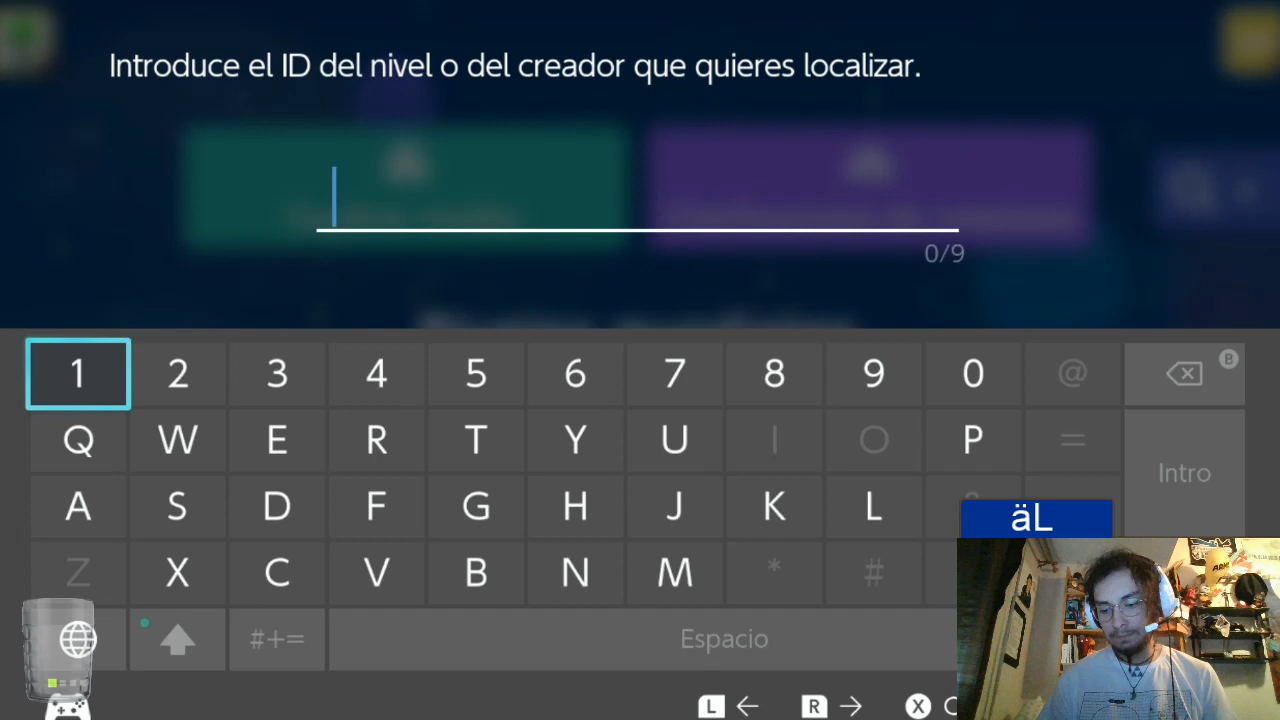 Introduce el ID del nivel o del creador que quieres localizar.
0/9
1 2 3 4 5 6 7 8 9 0 @
B
Q W E R T Y U I O P =
Intro
A S D F G H J K L
äL
Z X C V B N M * #
#+= Espacio
L ← R → X